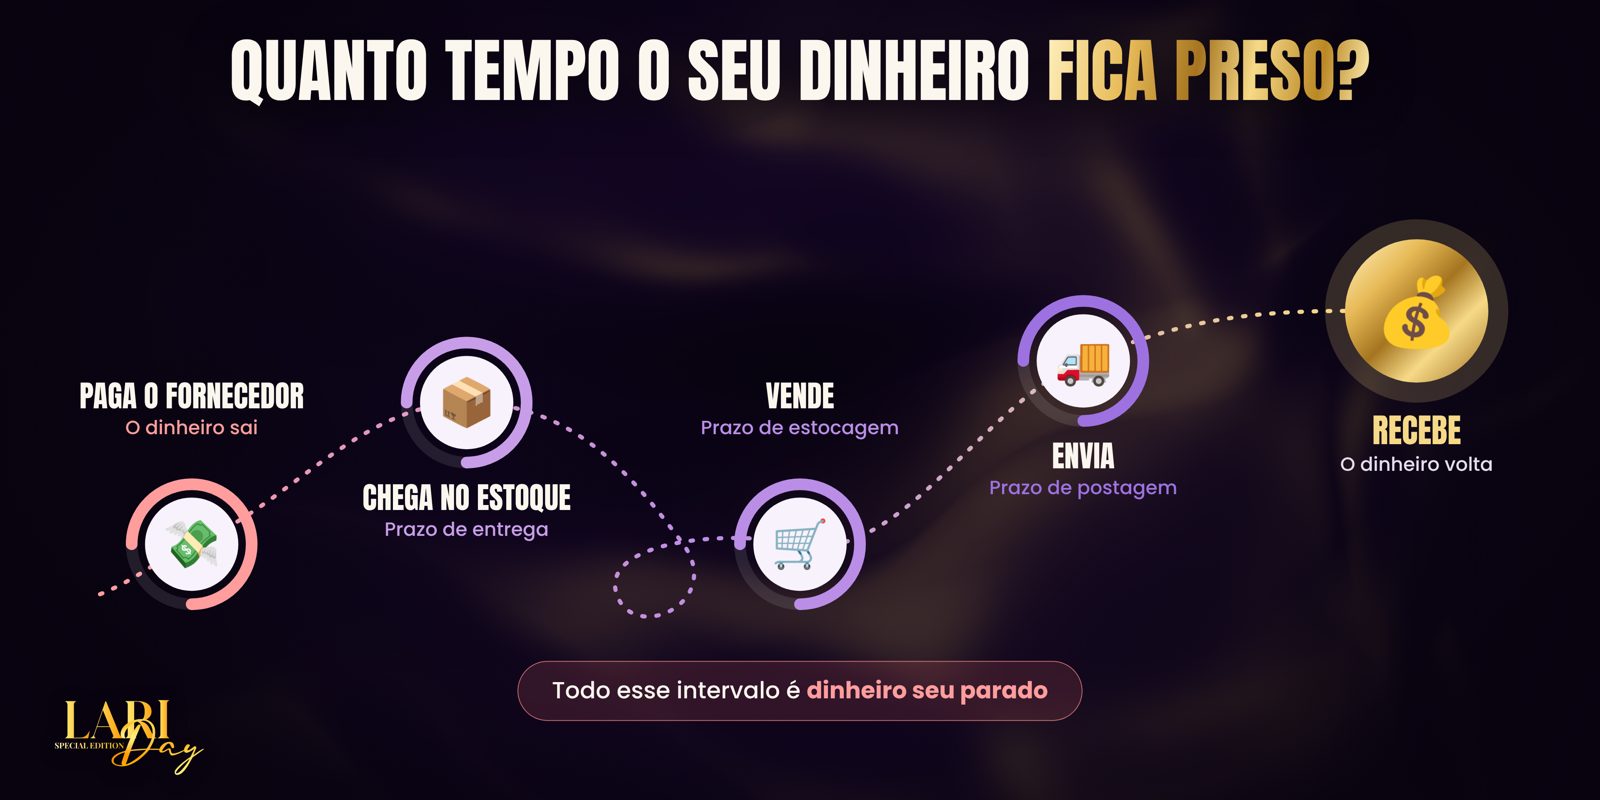 QUANTO TEMPO O SEU DINHEIRO FICA PRESO?
PAGA O FORNECEDOR
O dinheiro sai
CHEGA NO ESTOQUE
Prazo de entrega
VENDE
Prazo de estocagem
ENVIA
Prazo de postagem
RECEBE
O dinheiro volta
Todo esse intervalo é dinheiro seu parado
LARI
SPECIAL EDITION
Day